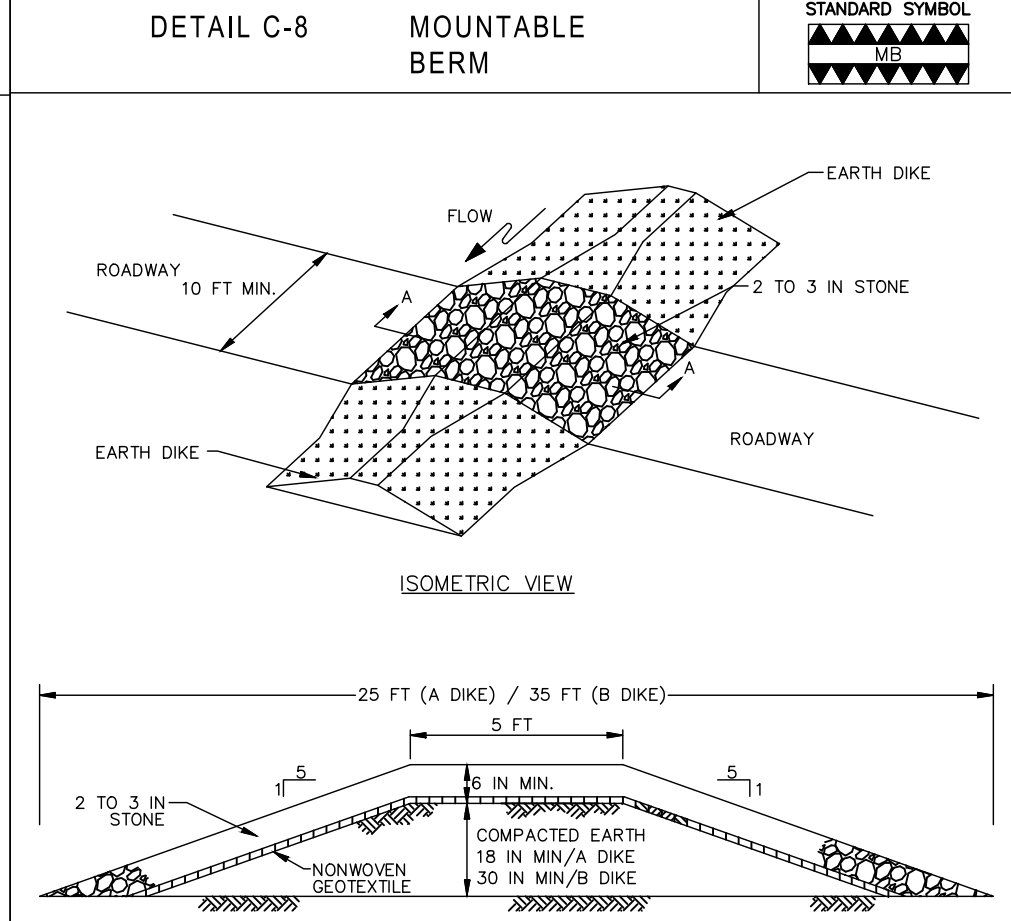 DETAIL C-8
MOUNTABLE
BERM
STANDARD SYMBOL
MB
EARTH DIKE
FLOW
ROADWAY
10 FT MIN.
A
2 TO 3 IN STONE
A
ROADWAY
EARTH DIKE
ISOMETRIC VIEW
25 FT (A DIKE) / 35 FT (B DIKE)
5 FT
5
1
6 IN MIN.
5
1
2 TO 3 IN
STONE
COMPACTED EARTH
18 IN MIN/A DIKE
30 IN MIN/B DIKE
NONWOVEN
GEOTEXTILE